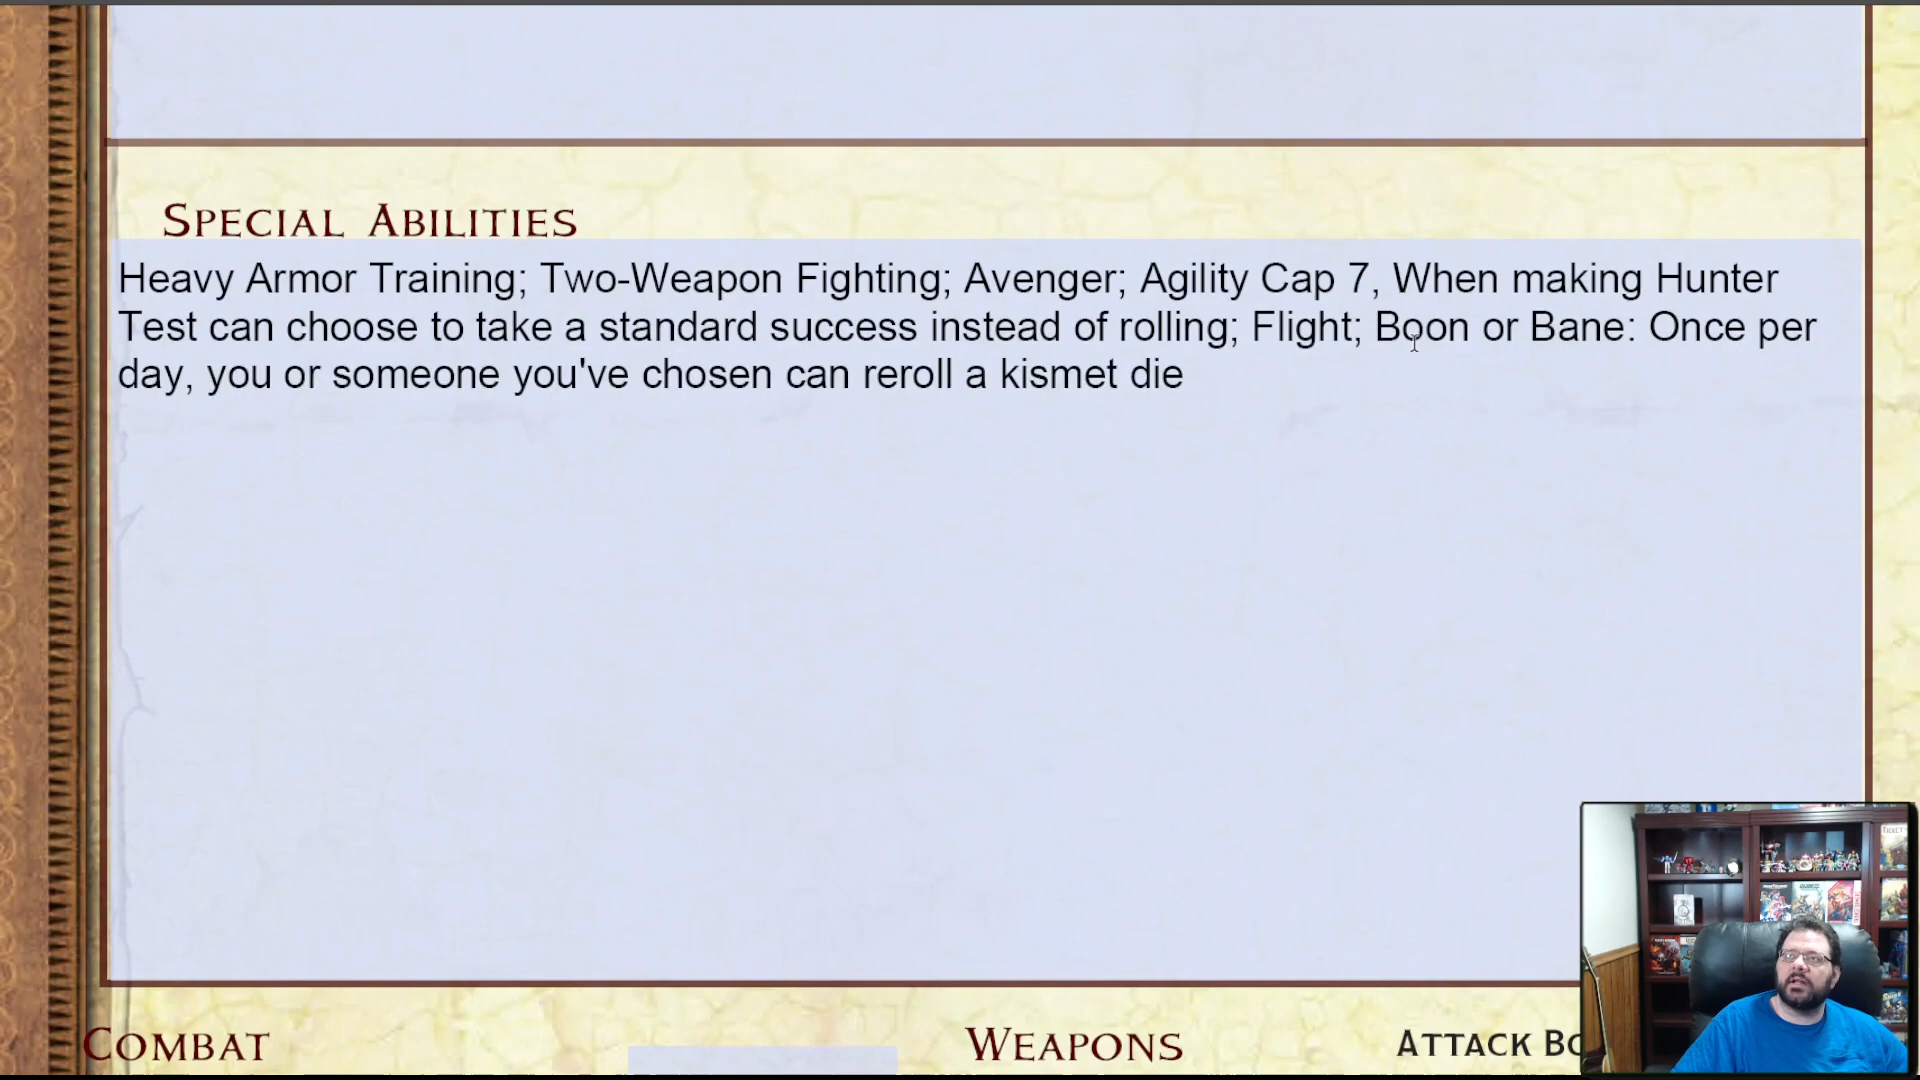 SPECIAL ABILITIES
Heavy Armor Training; Two-Weapon Fighting; Avenger; Agility Cap 7, When making Hunter
Test can choose to take a standard success instead of rolling; Flight; Boon or Bane: Once per
day, you or someone you've chosen can reroll a kismet die
COMBAT
WEAPONS
ATTACK